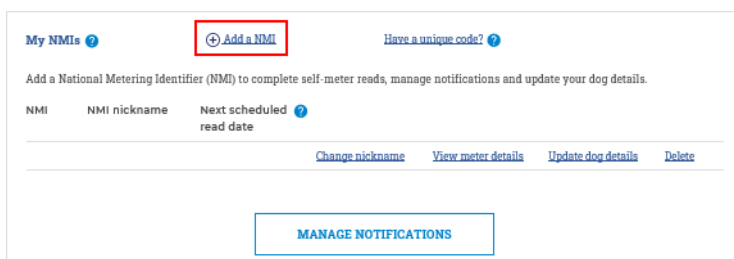 My NMIs ? Add a NMI Have a unique code? ?
Add a National Metering Identifier (NMI) to complete self-meter reads, manage notifications and update your dog details.
NMI NMI nickname Next scheduled ?
read date
Change nickname View meter details Update dog details Delete
MANAGE NOTIFICATIONS